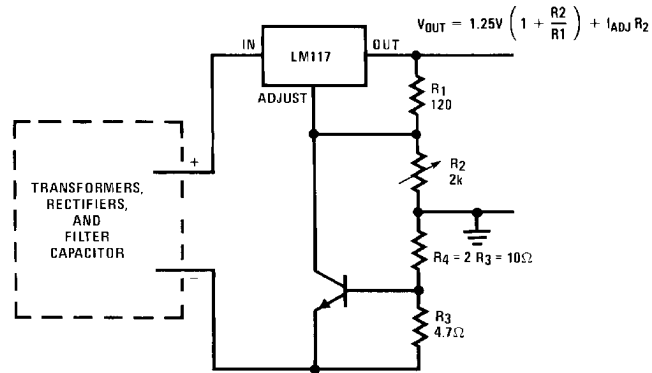 V_OUT = 1.25V (1 + R2/R1) + I_ADJ R2
IN
OUT
LM117
ADJUST
R1
120
R2
2k
+
TRANSFORMERS,
RECTIFIERS,
AND
FILTER
CAPACITOR
−
R4 = 2 R3 = 10Ω
R3
4.7Ω